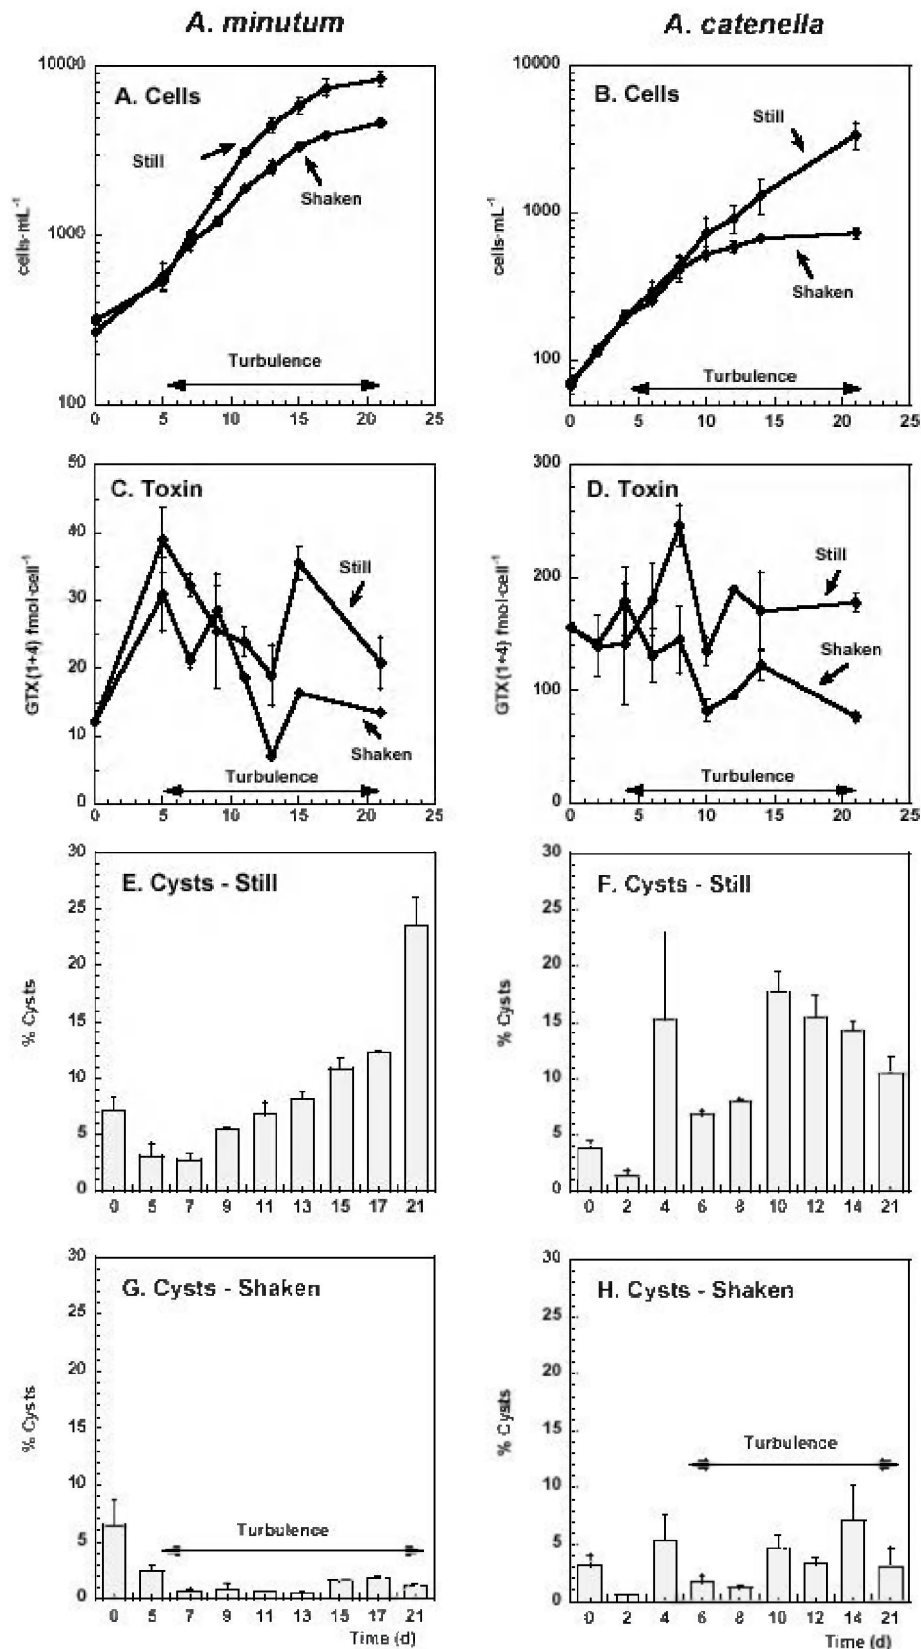 A. minutum A. catenella
10000
1000
100
cells·mL⁻¹
A. Cells
Still
Shaken
Turbulence
0 5 10 15 20 25
10000
1000
100
cells·mL⁻¹
B. Cells
Still
Shaken
Turbulence
0 5 10 15 20 25
50
40
30
20
10
0
GTX(1+4) fmol·cell⁻¹
C. Toxin
Still
Shaken
Turbulence
0 5 10 15 20 25
300
200
100
0
GTX(1+4) fmol·cell⁻¹
D. Toxin
Still
Shaken
Turbulence
0 5 10 15 20 25
30
25
20
15
10
5
0
% Cysts
E. Cysts - Still
0 5 7 9 11 13 15 17 21
30
25
20
15
10
5
0
% Cysts
F. Cysts - Still
0 2 4 6 8 10 12 14 21
30
25
20
15
10
5
0
% Cysts
G. Cysts - Shaken
Turbulence
0 5 7 9 11 13 15 17 21
Time (d)
30
25
20
15
10
5
0
% Cysts
H. Cysts - Shaken
Turbulence
0 2 4 6 8 10 12 14 21
Time (d)